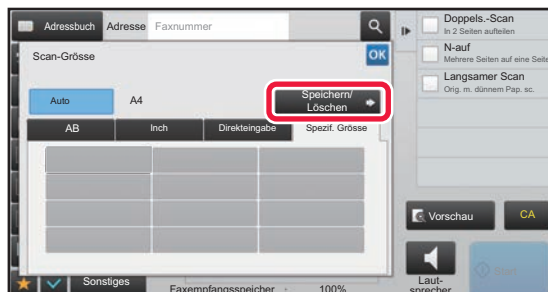 Adressbuch
Adresse
Faxnummer
Scan-Grösse
OK
Auto
A4
Speichern/
Löschen
AB
Inch
Direkteingabe
Spezif. Grösse
Doppels.-Scan
In 2 Seiten aufteilen
N-auf
Mehrere Seiten auf eine Seite
Langsamer Scan
Orig. m. dünnem Pap. sc.
Vorschau
CA
Sonstiges
Faxempfangsspeicher : 100%
Laut-
sprecher
Start